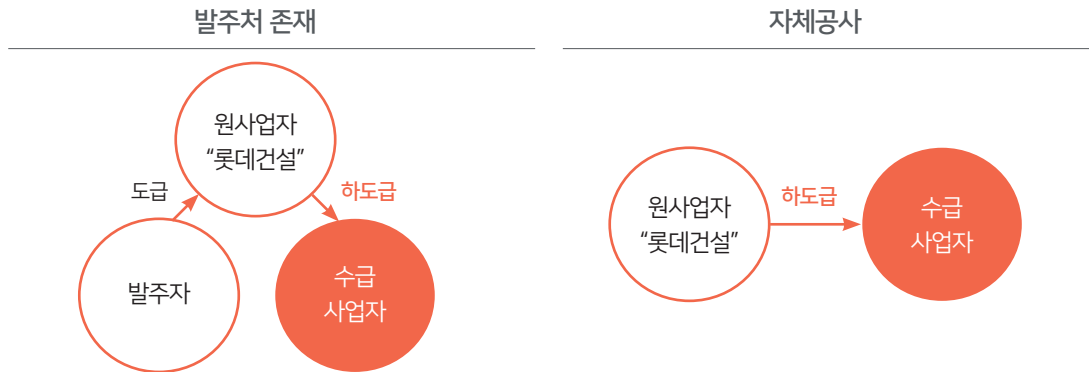 발주처 존재
원사업자
“롯데건설”
도급
하도급
발주자
수급
사업자
자체공사
원사업자
“롯데건설”
하도급
수급
사업자